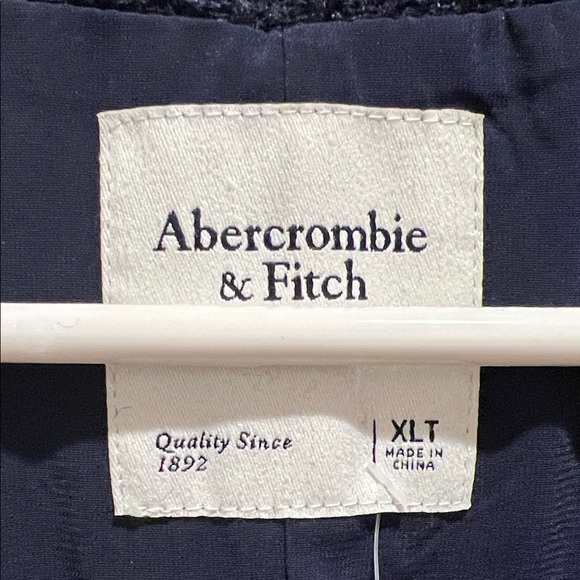 Abercrombie
& Fitch
Quality Since
1892
XLT
MADE IN
CHINA